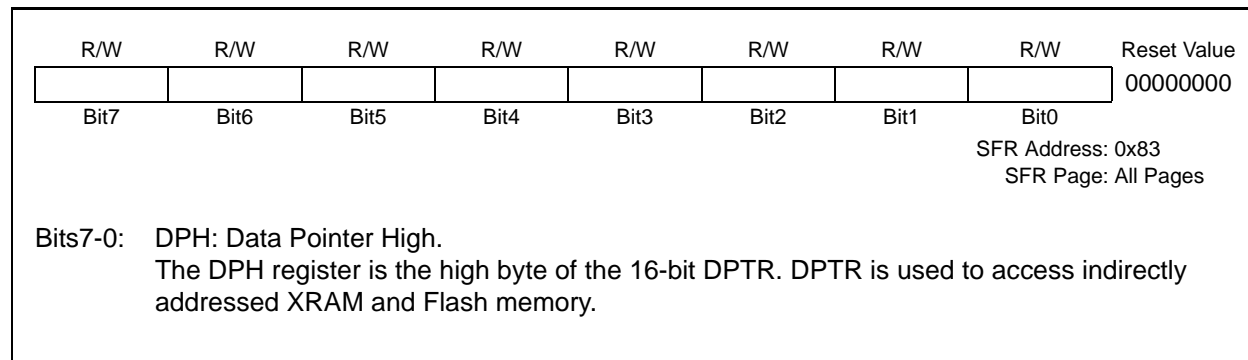 R/W R/W R/W R/W R/W R/W R/W R/W Reset Value
00000000
Bit7 Bit6 Bit5 Bit4 Bit3 Bit2 Bit1 Bit0
SFR Address: 0x83
SFR Page: All Pages
Bits7-0: DPH: Data Pointer High.
The DPH register is the high byte of the 16-bit DPTR. DPTR is used to access indirectly
addressed XRAM and Flash memory.